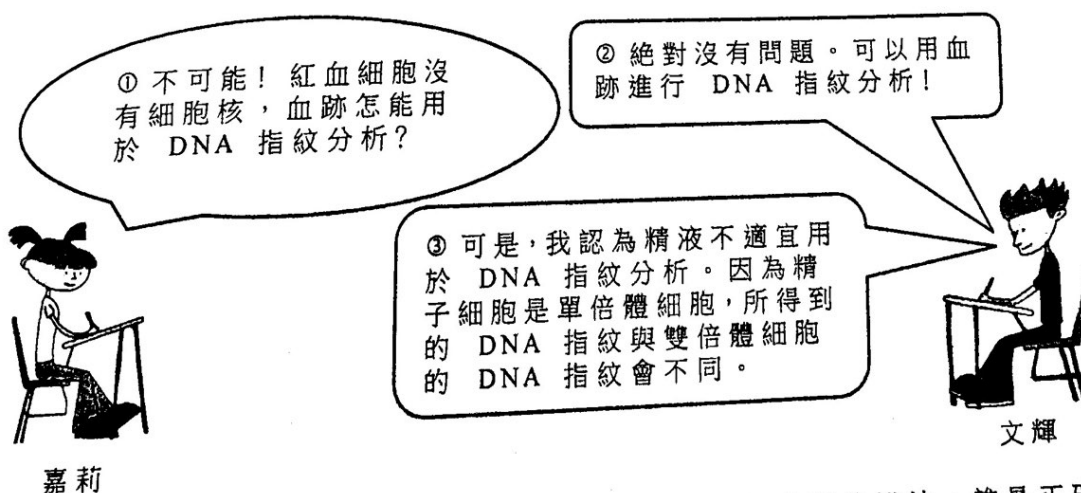 ① 不可能！紅血細胞沒
有細胞核，血跡怎能用
於 DNA 指紋分析？
② 絕對沒有問題。可以用血
跡進行 DNA 指紋分析！
③ 可是，我認為精液不適宜用
於 DNA 指紋分析。因為精
子細胞是單倍體細胞，所得到
的 DNA 指紋與雙倍體細胞
的 DNA 指紋會不同。
文輝
嘉莉